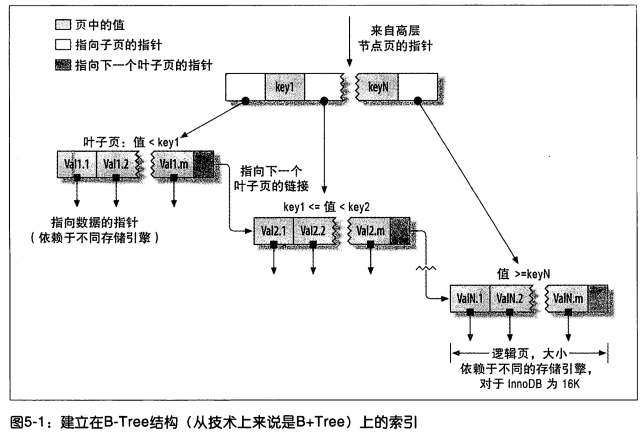 页中的值
指向子页的指针
指向下一个叶子页的指针
来自高层
节点页的指针
key1
keyN
叶子页：值 < key1
Val1.1
Val1.2
Val1.m
指向下一个
叶子页的链接
key1 <= 值 < key2
指向数据的指针
（依赖于不同存储引擎）
Val2.1
Val2.2
Val2.m
值 >=keyN
ValN.1
ValN.2
ValN.m
逻辑页，大小
依赖于不同的存储引擎，
对于 InnoDB 为 16K
图5-1：建立在B-Tree结构（从技术上来说是B+Tree）上的索引